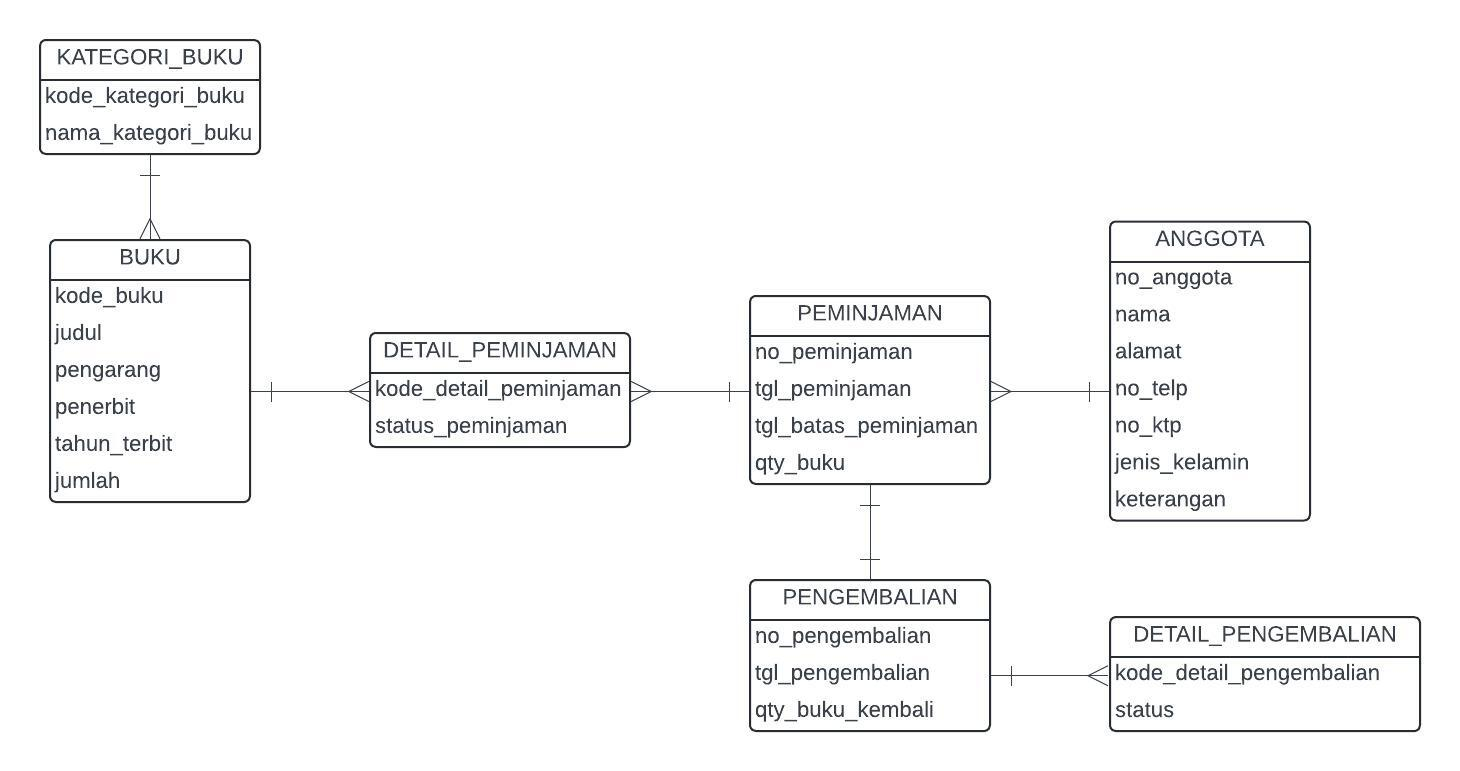 KATEGORI_BUKU
kode_kategori_buku
nama_kategori_buku
BUKU
kode_buku
judul
pengarang
penerbit
tahun_terbit
jumlah
DETAIL_PEMINJAMAN
kode_detail_peminjaman
status_peminjaman
PEMINJAMAN
no_peminjaman
tgl_peminjaman
tgl_batas_peminjaman
qty_buku
ANGGOTA
no_anggota
nama
alamat
no_telp
no_ktp
jenis_kelamin
keterangan
PENGEMBALIAN
no_pengembalian
tgl_pengembalian
qty_buku_kembali
DETAIL_PENGEMBALIAN
kode_detail_pengembalian
status